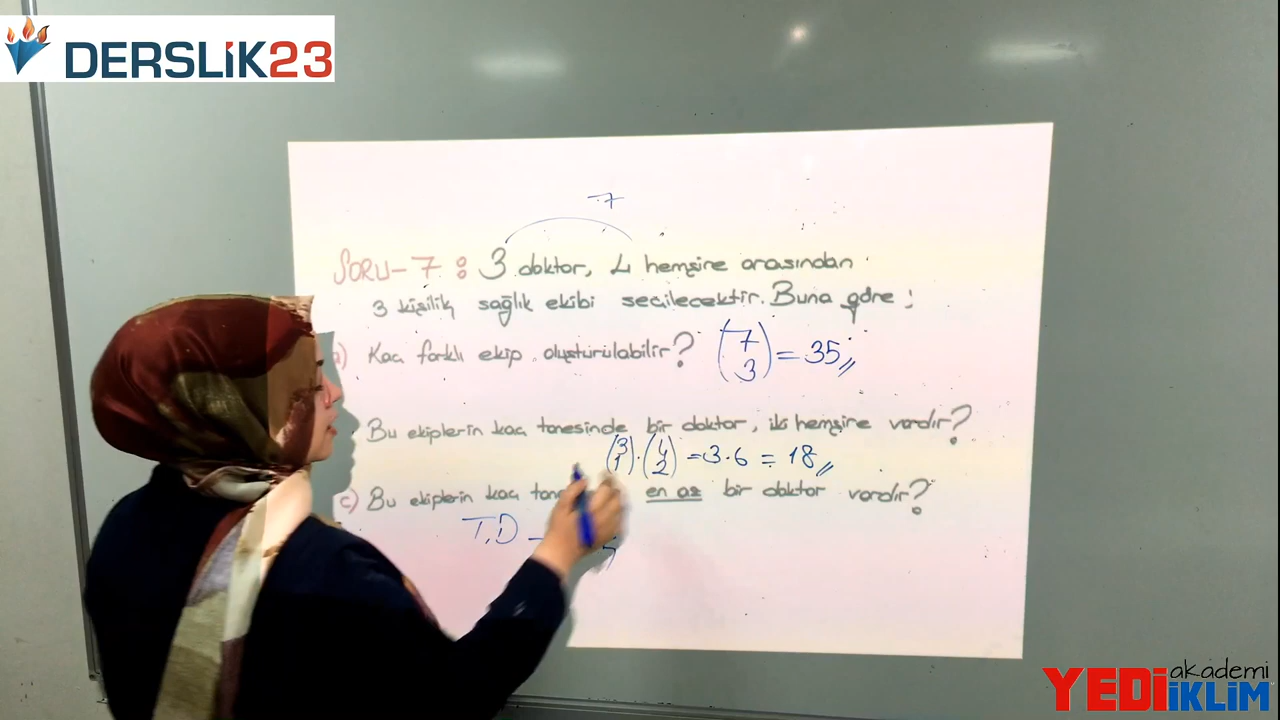 DERSLİK23
7
SORU-7: 3 doktor, 4 hemşire arasından
3 kişilik sağlık ekibi seçilecektir. Buna göre;
) Kaç farklı ekip oluşturulabilir? (7 3) = 35
Bu ekiplerin kaç tanesinde bir doktor, iki hemşire vardır?
(3 1).(4 2) = 3.6 = 18
c) Bu ekiplerin kaç en az bir doktor vardır?
T.D -
YEDİ İKLİM akademi